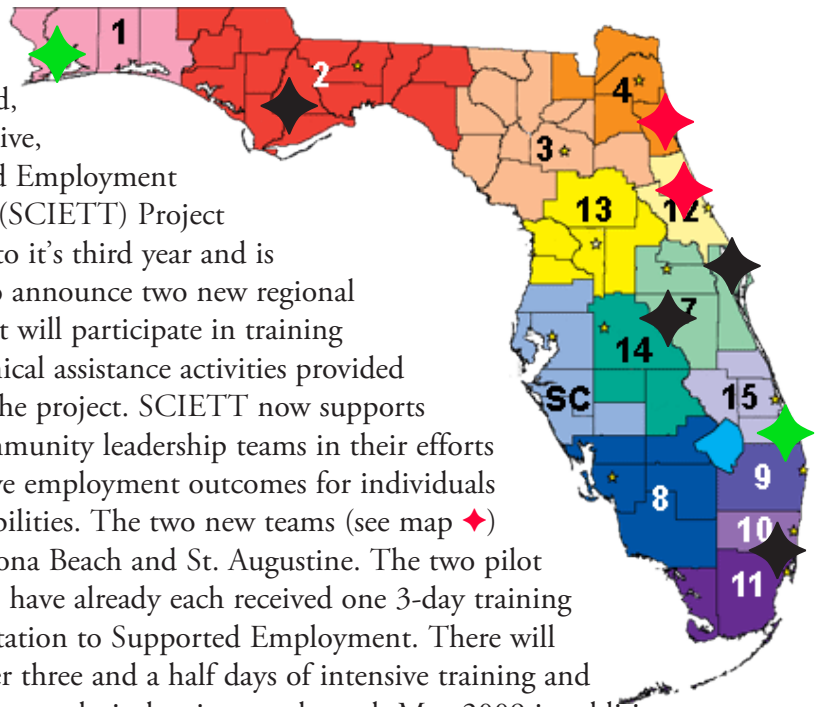 1
2
4
3
13
12
7
14
15
SC
9
8
10
11
d,
ive,
d Employment
(SCIETT) Project
to it's third year and is
o announce two new regional
t will participate in training
nical assistance activities provided
he project. SCIETT now supports
mmunity leadership teams in their efforts
ve employment outcomes for individuals
bilities. The two new teams (see map ✦)
ona Beach and St. Augustine. The two pilot
have already each received one 3-day training
tation to Supported Employment. There will
er three and a half days of intensive training and